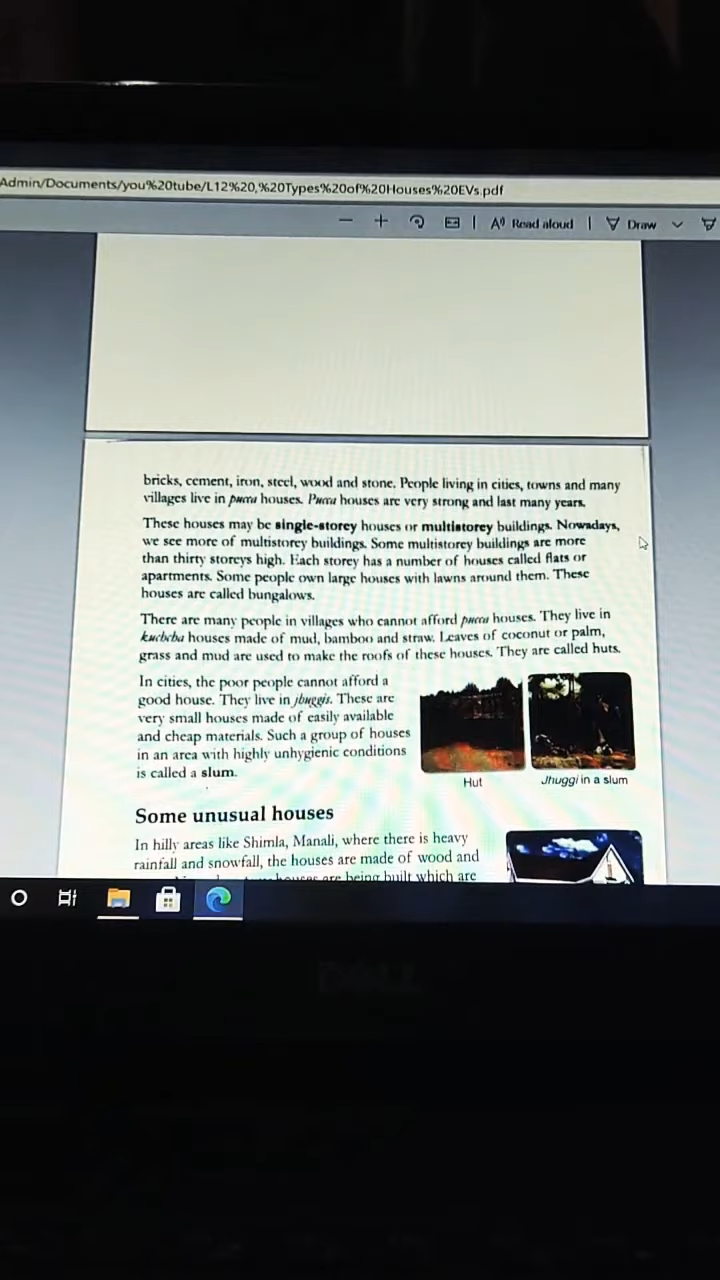 Admin/Documents/you%20tube/L12%20,%20Types%20of%20Houses%20EVs.pdf
Read aloud
Draw
bricks, cement, iron, steel, wood and stone. People living in cities, towns and many
villages live in pucca houses. Pucca houses are very strong and last many years.
These houses may be single-storey houses or multistorey buildings. Nowadays,
we see more of multistorey buildings. Some multistorey buildings are more
than thirty storeys high. Each storey has a number of houses called flats or
apartments. Some people own large houses with lawns around them. These
houses are called bungalows.
There are many people in villages who cannot afford pucca houses. They live in
kuchcha houses made of mud, bamboo and straw. Leaves of coconut or palm,
grass and mud are used to make the roofs of these houses. They are called huts.
In cities, the poor people cannot afford a
good house. They live in jhuggis. These are
very small houses made of easily available
and cheap materials. Such a group of houses
in an area with highly unhygienic conditions
is called a slum.
Hut
Jhuggi in a slum
Some unusual houses
In hilly areas like Shimla, Manali, where there is heavy
rainfall and snowfall, the houses are made of wood and
houses are being built which are
DELL